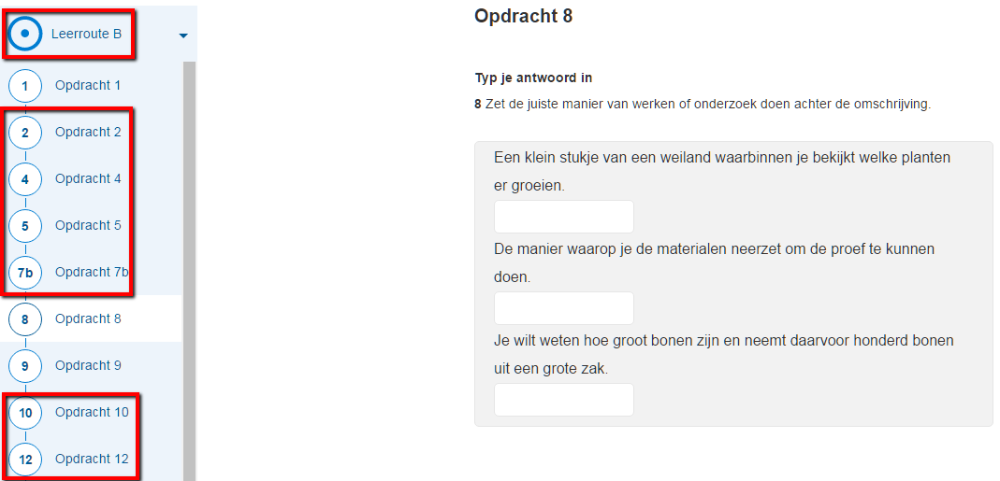 Leerroute B
1 Opdracht 1
2 Opdracht 2
4 Opdracht 4
5 Opdracht 5
7b Opdracht 7b
8 Opdracht 8
9 Opdracht 9
10 Opdracht 10
12 Opdracht 12
Opdracht 8
Typ je antwoord in
8 Zet de juiste manier van werken of onderzoek doen achter de omschrijving.
Een klein stukje van een weiland waarbinnen je bekijkt welke planten
er groeien.
De manier waarop je de materialen neerzet om de proef te kunnen
doen.
Je wilt weten hoe groot bonen zijn en neemt daarvoor honderd bonen
uit een grote zak.